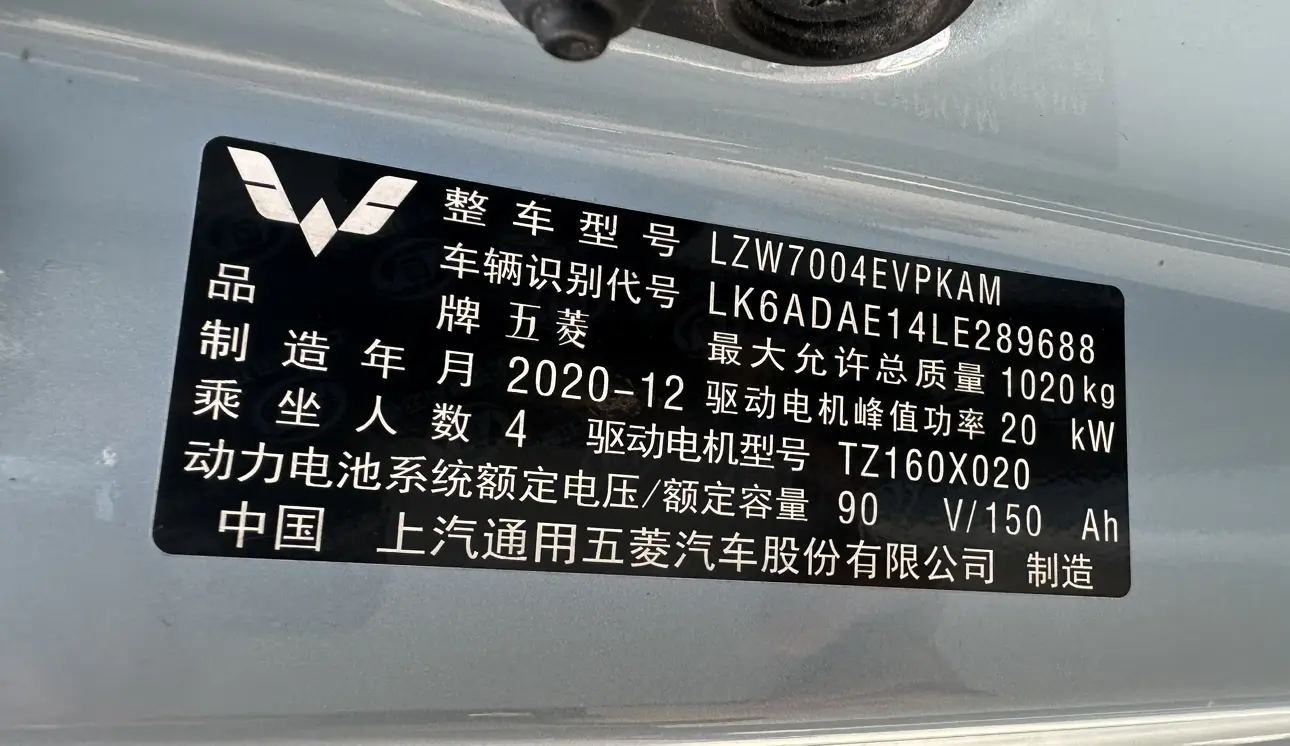 整车型号 LZW7004EVPKAM
车辆识别代号 LK6ADAE14LE289688
品牌 五菱 最大允许总质量 1020kg
制造年月 2020-12 驱动电机峰值功率 20 kW
乘坐人数 4 驱动电机型号 TZ160X020
动力电池系统额定电压/额定容量 90 V/150 Ah
中国 上汽通用五菱汽车股份有限公司 制造